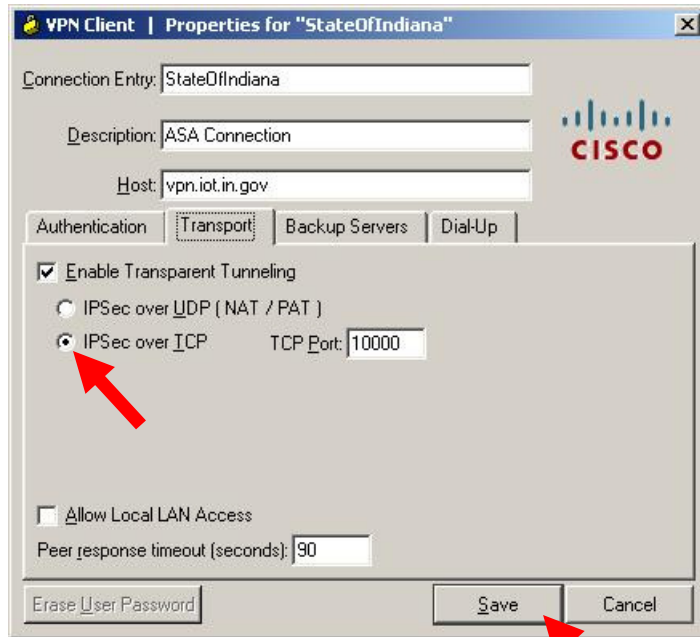 VPN Client | Properties for "StateOfIndiana"
Connection Entry: StateOfIndiana
CISCO
Description: ASA Connection
Host: vpn.iot.in.gov
Authentication Transport Backup Servers Dial-Up
Enable Transparent Tunneling
IPSec over UDP ( NAT / PAT )
IPSec over TCP TCP Port: 10000
Allow Local LAN Access
Peer response timeout (seconds): 90
Erase User Password Save Cancel